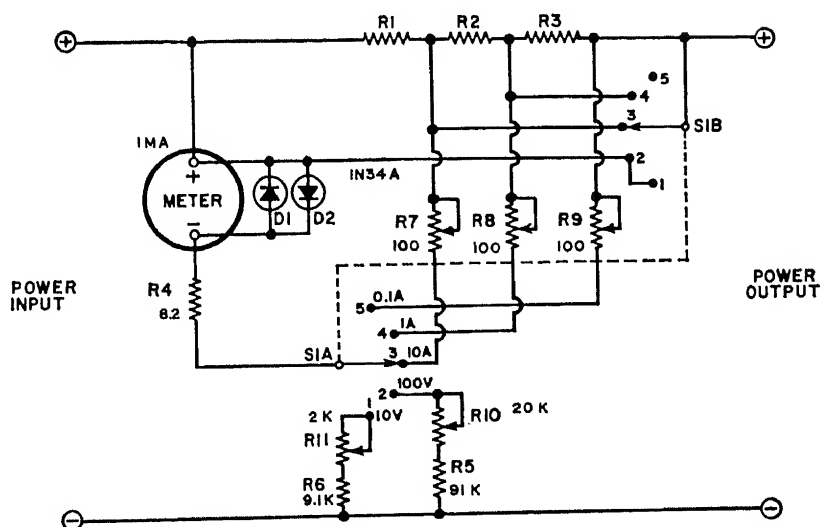 R1 R2 R3
+ +
5
4
3 S1B
1MA
+
METER
−
1N34A 2
1
D1 D2
R7 100
R8 100
R9 100
POWER INPUT
POWER OUTPUT
R4 8.2
5 0.1A
4 1A
S1A 3 10A
2 100V
1 10V
2K R11
R10 20K
R6 9.1K
R5 91K
− −